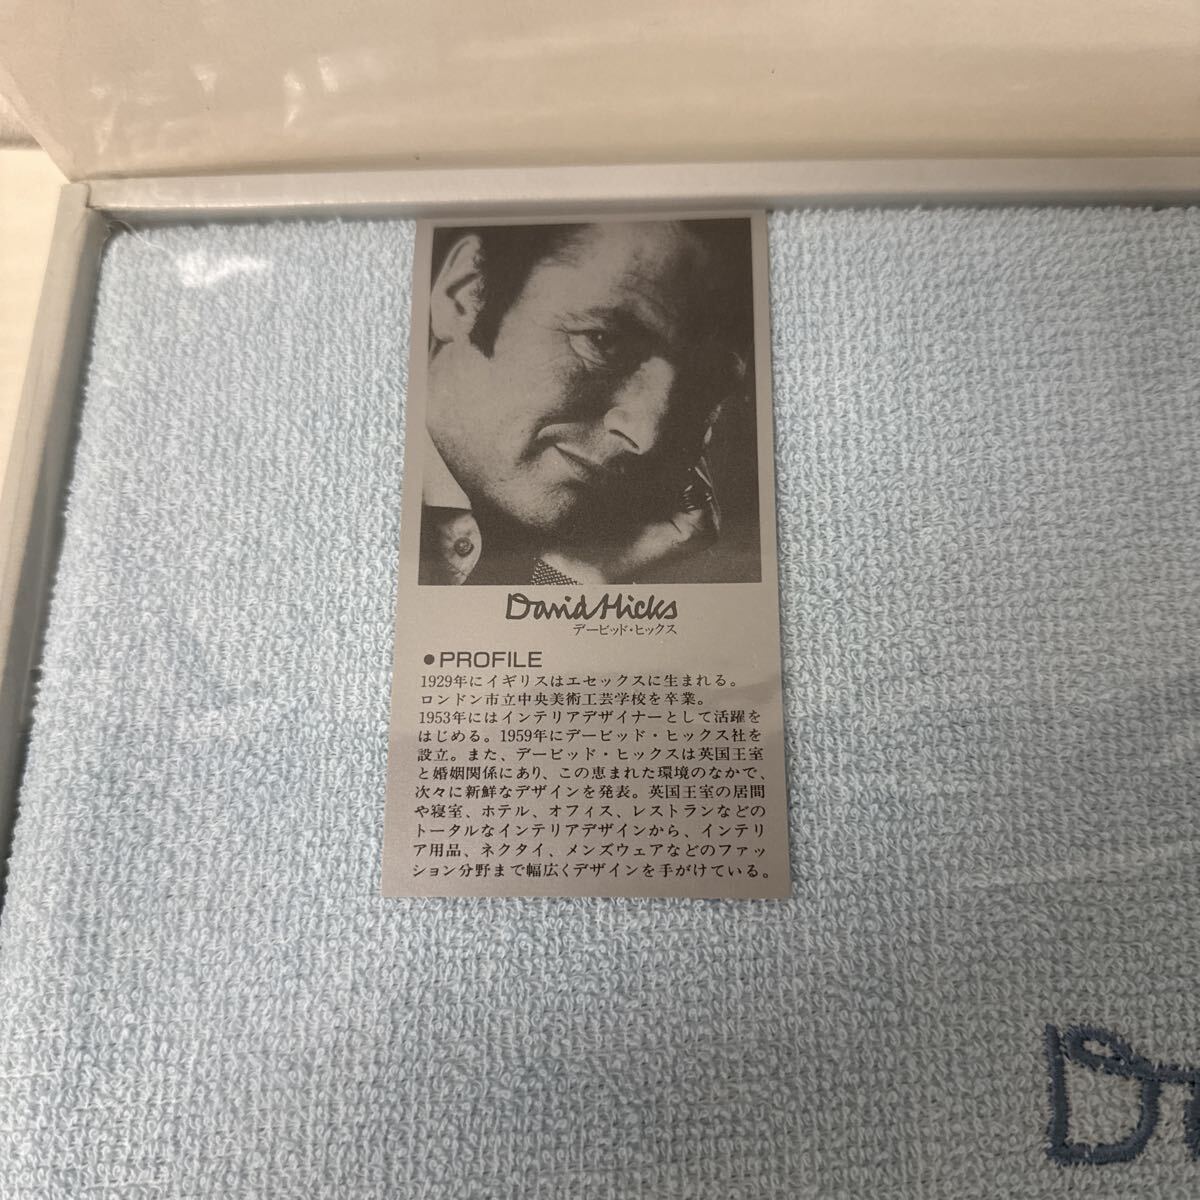 David Hicks
デービッド・ヒックス
●PROFILE
1929年にイギリスはエセックスに生まれる。
ロンドン市立中央美術工芸学校を卒業。
1953年にはインテリアデザイナーとして活躍を
はじめる。1959年にデービッド・ヒックス社を
設立。また、デービッド・ヒックスは英国王室
と婚姻関係にあり、この恵まれた環境のなかで、
次々に新鮮なデザインを発表。英国王室の居間
や寝室、ホテル、オフィス、レストランなどの
トータルなインテリアデザインから、インテリ
ア用品、ネクタイ、メンズウェアなどのファッ
ション分野まで幅広くデザインを手がけている。
D